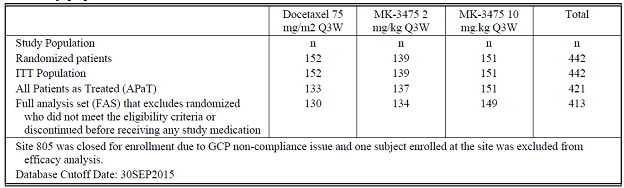 Docetaxel 75 mg/m2 Q3W MK-3475 2 mg/kg Q3W MK-3475 10 mg.kg Q3W Total
Study Population n n n n
Randomized patients 152 139 151 442
ITT Population 152 139 151 442
All Patients as Treated (APaT) 133 137 151 421
Full analysis set (FAS) that excludes randomized 130 134 149 413
who did not meet the eligibility criteria or
discontinued before receiving any study medication
Site 805 was closed for enrollment due to GCP non-compliance issue and one subject enrolled at the site was excluded from
efficacy analysis.
Database Cutoff Date: 30SEP2015